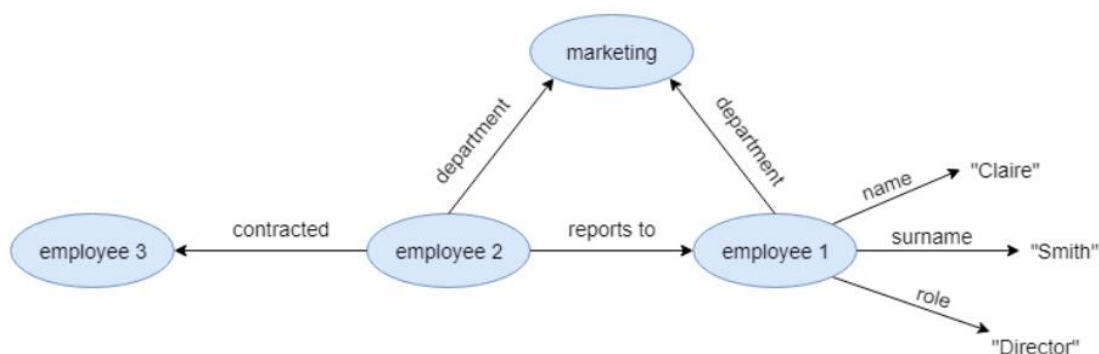 marketing
department
department
name
"Claire"
employee 3
contracted
employee 2
reports to
employee 1
surname
"Smith"
role
"Director"